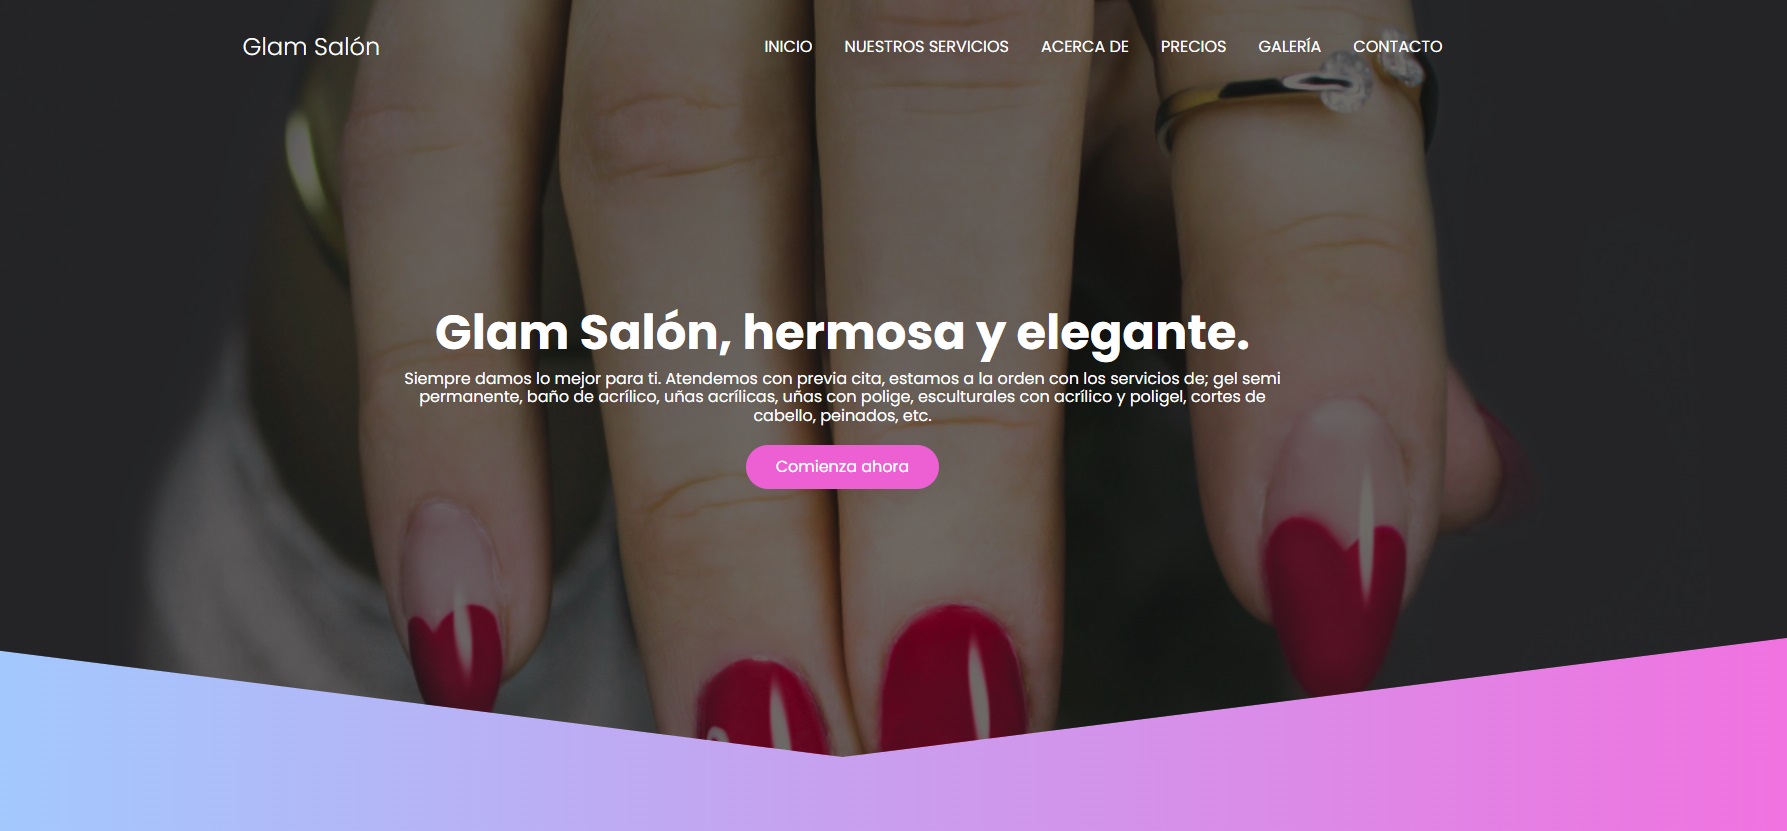 Glam Salón
INICIO NUESTROS SERVICIOS ACERCA DE PRECIOS GALERÍA CONTACTO
Glam Salón, hermosa y elegante.
Siempre damos lo mejor para ti. Atendemos con previa cita, estamos a la orden con los servicios de; gel semi
permanente, baño de acrílico, uñas acrílicas, uñas con polige, esculturales con acrílico y poligel, cortes de
cabello, peinados, etc.
Comienza ahora